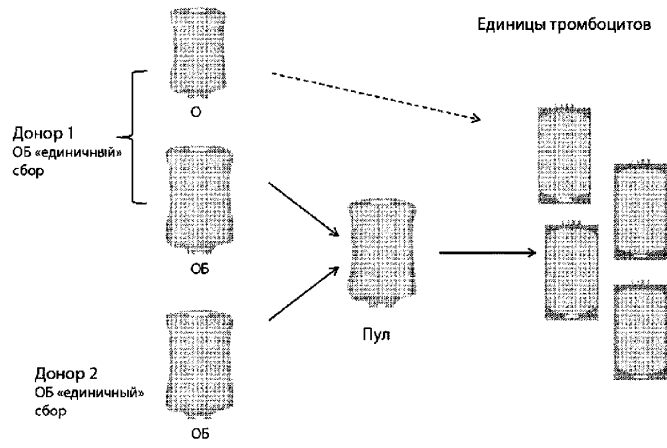 Единицы тромбоцитов
О
Донор 1
ОБ «единичный»
сбор
ОБ
Пул
Донор 2
ОБ «единичный»
сбор
ОБ